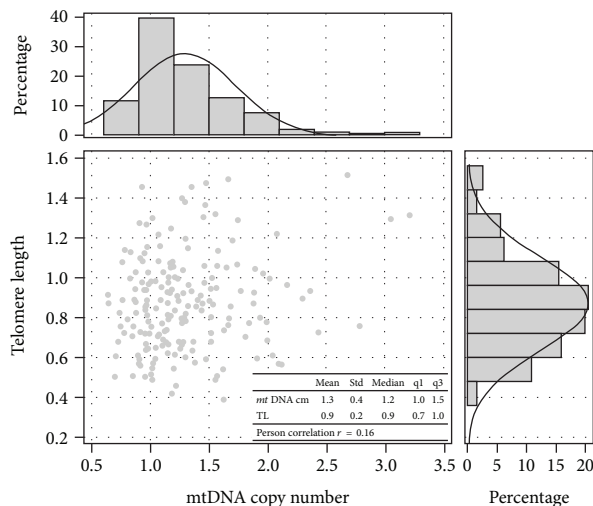 Percentage
40
30
20
10
0
Telomere length
1.6
1.4
1.2
1.0
0.8
0.6
0.4
0.2
Mean Std Median q1 q3
mt DNA cm 1.3 0.4 1.2 1.0 1.5
TL 0.9 0.2 0.9 0.7 1.0
Person correlation r = 0.16
0.5 1.0 1.5 2.0 2.5 3.0 3.5
mtDNA copy number
0 5 10 15 20
Percentage